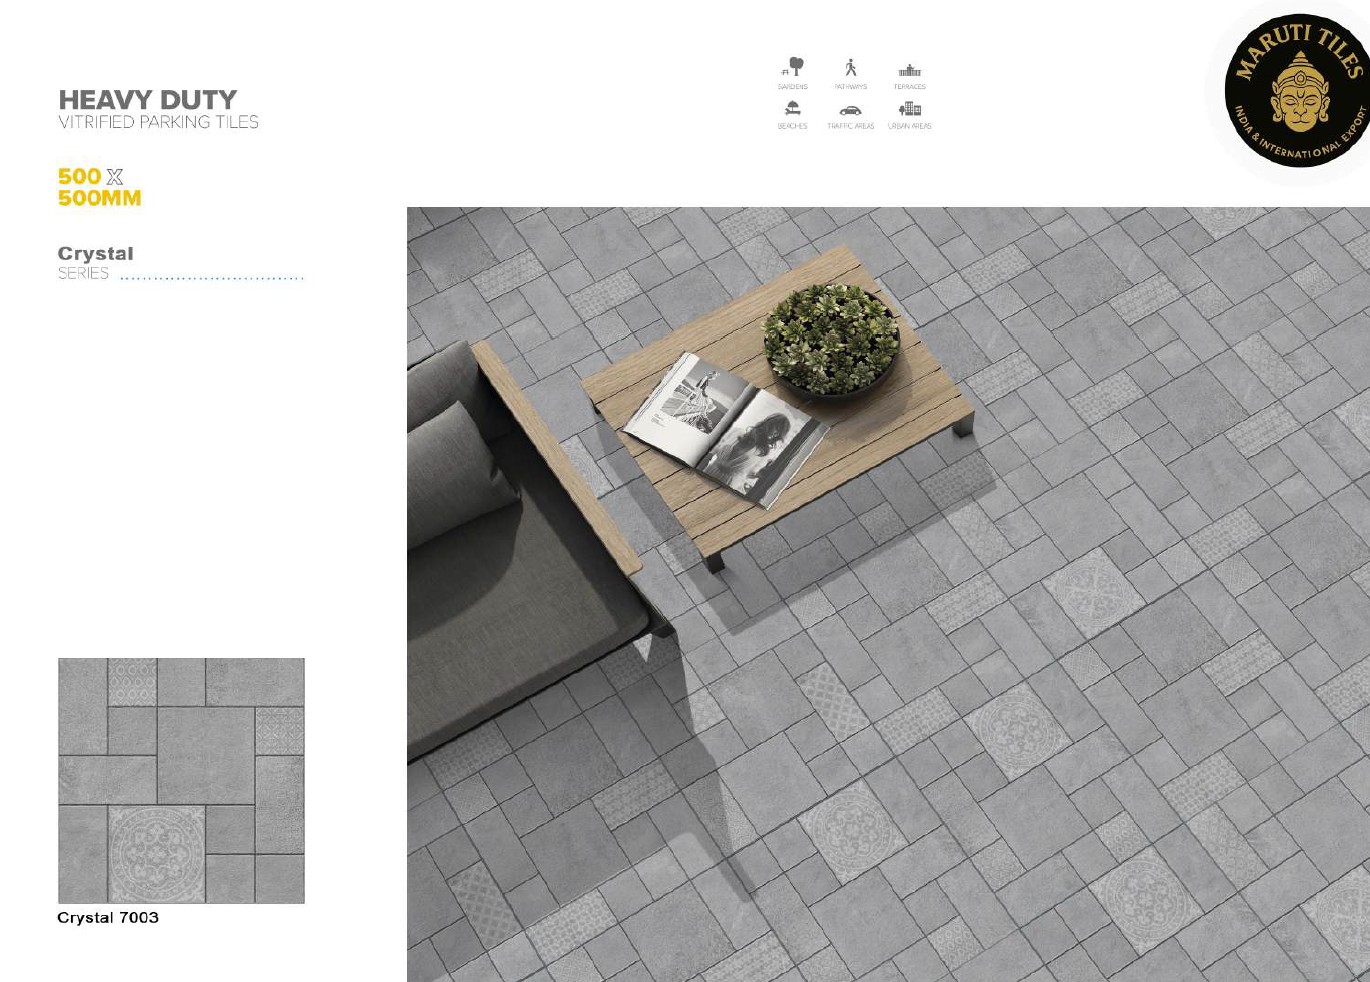 HEAVY DUTY
VITRIFIED PARKING TILES
500 X
500MM
Crystal
SERIES
GARDENS PATHWAYS TERRACES
BEACHES TRAFFIC AREAS URBAN AREAS
MARUTI TILES
INDIA & INTERNATIONAL EXPORT
Crystal 7003